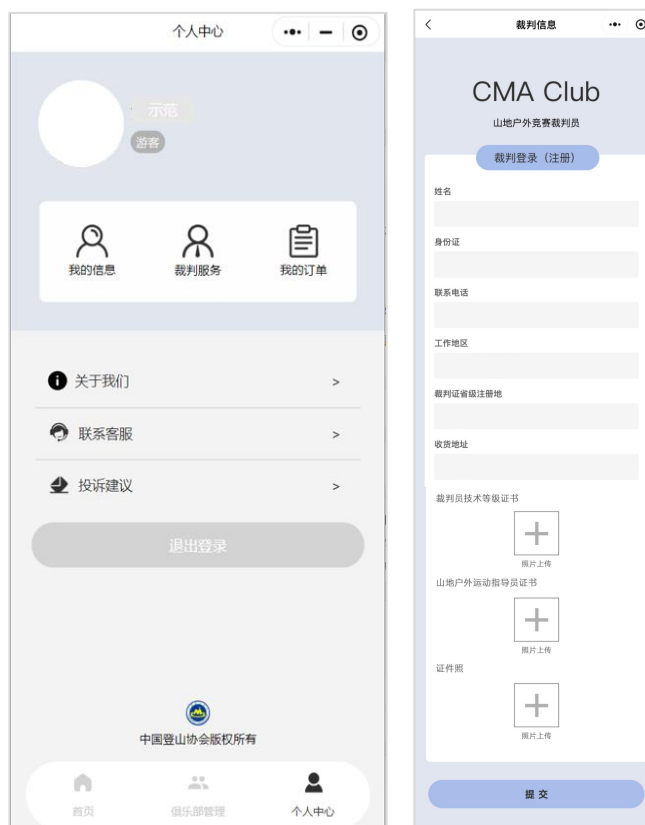 个人中心
示范
游客
我的信息
裁判服务
我的订单
关于我们 >
联系客服 >
投诉建议 >
退出登录
中国登山协会版权所有
首页
俱乐部管理
个人中心
裁判信息
CMA Club
山地户外竞赛裁判员
裁判登录（注册）
姓名
身份证
联系电话
工作地区
裁判证省级注册地
收货地址
裁判员技术等级证书
照片上传
山地户外运动指导员证书
照片上传
证件照
照片上传
提 交